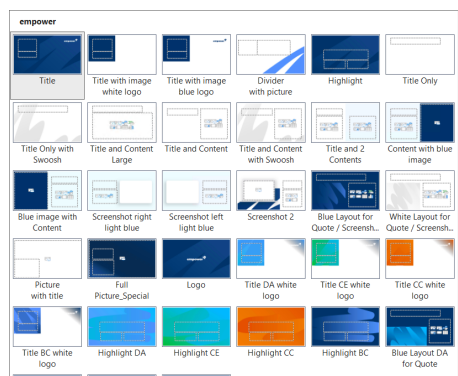 empower
Title
Title with image
white logo
Title with image
blue logo
Divider
with picture
Highlight
Title Only
Title Only with
Swoosh
Title and Content
Large
Title and Content
Title and Content
with Swoosh
Title and 2
Contents
Content with blue
image
Blue image with
Content
Screenshot right
light blue
Screenshot left
light blue
Screenshot 2
Blue Layout for
Quote / Screensh...
White Layout for
Quote / Screensh...
Picture
with title
Full
Picture_Special
empower
Logo
Title DA white
logo
Title CE white
logo
Title CC white
logo
Title BC white
logo
Highlight DA
Highlight CE
Highlight CC
Highlight BC
Blue Layout DA
for Quote